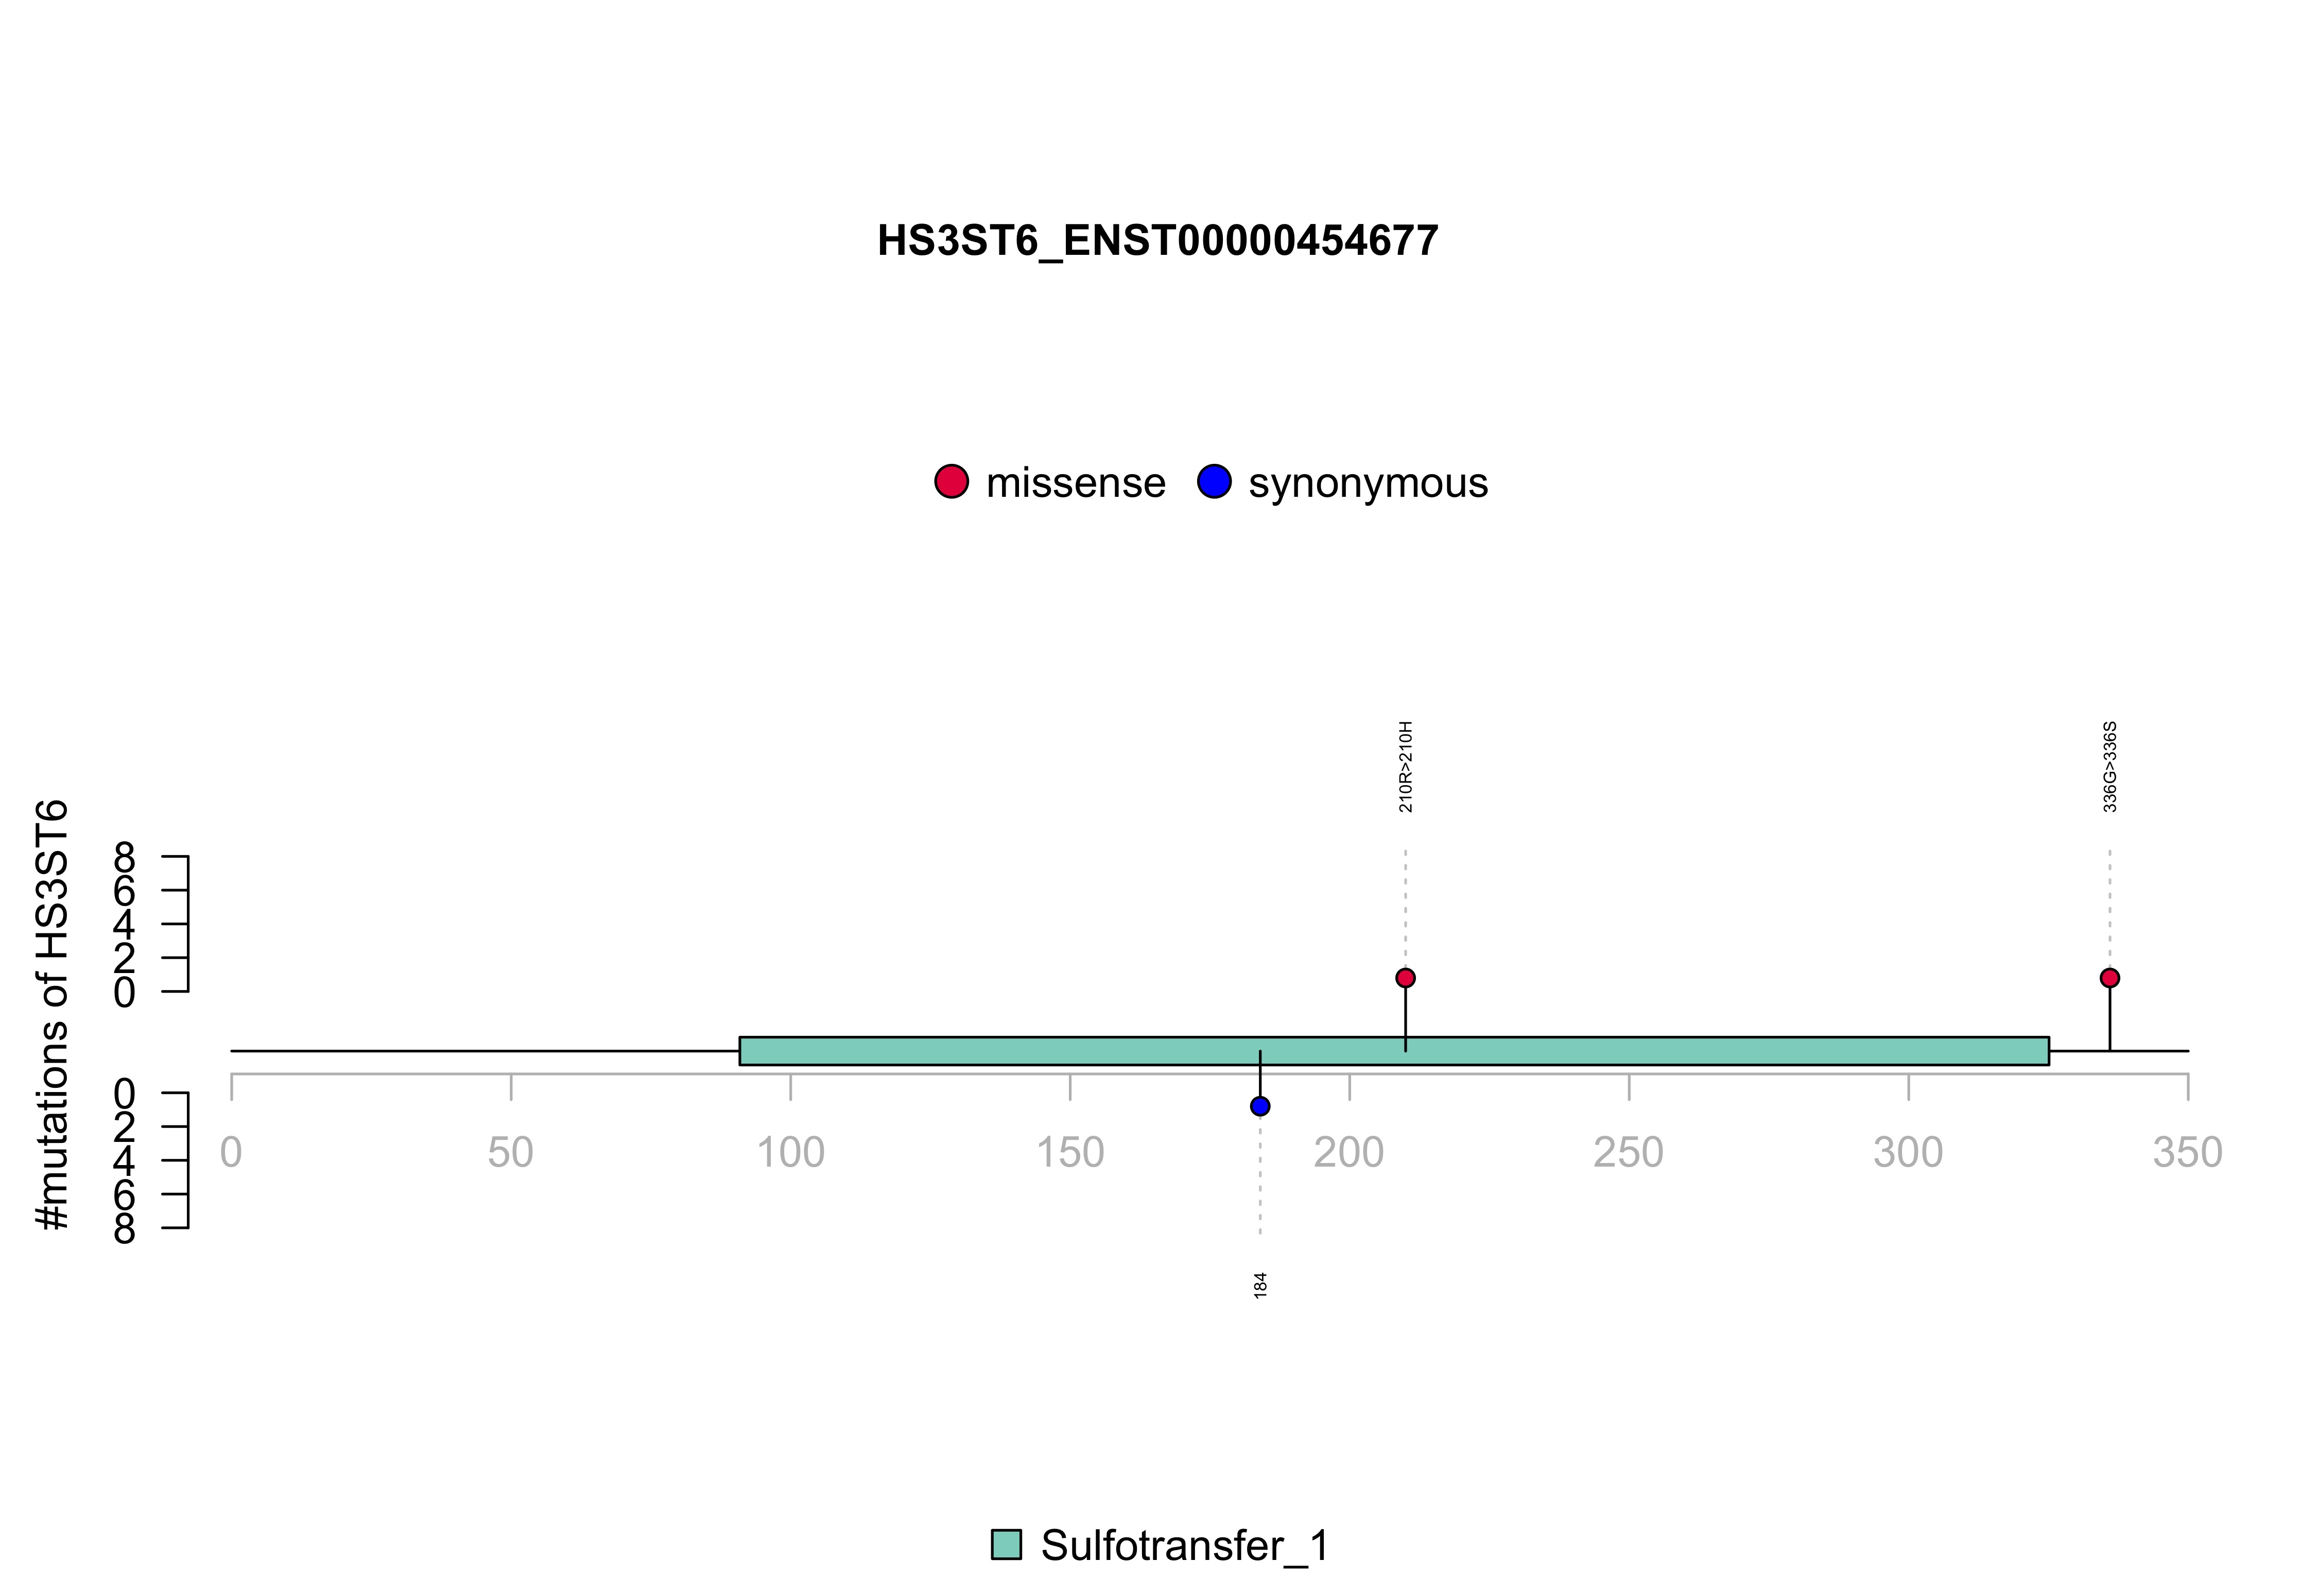 HS3ST6_ENST00000454677
missense synonymous
210R>210H
336G>336S
#mutations of HS3ST6
8
6
4
2
0
0
2
4
6
8
0 50 100 150 200 250 300 350
184
Sulfotransfer_1